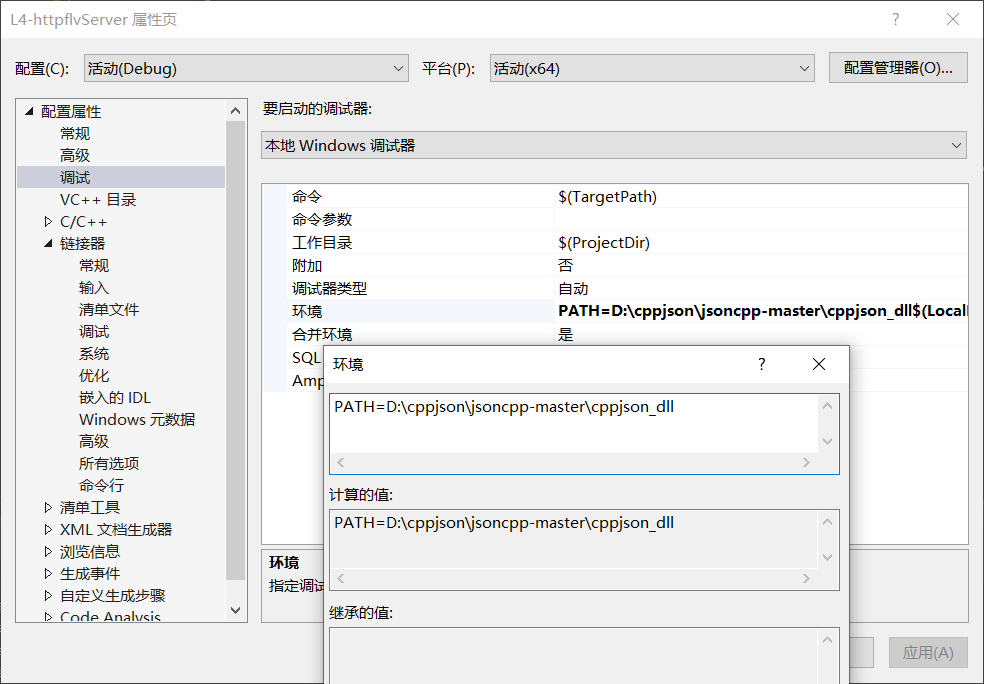 L4-httpflvServer 属性页
配置(C): 活动(Debug) 平台(P): 活动(x64) 配置管理器(O)...
配置属性
常规
高级
调试
VC++ 目录
C/C++
链接器
常规
输入
清单文件
调试
系统
优化
嵌入的 IDL
Windows 元数据
高级
所有选项
命令行
清单工具
XML 文档生成器
浏览信息
生成事件
自定义生成步骤
Code Analysis
要启动的调试器:
本地 Windows 调试器
命令 $(TargetPath)
命令参数
工作目录 $(ProjectDir)
附加 否
调试器类型 自动
环境 PATH=D:\cppjson\jsoncpp-master\cppjson_dll$(Local
合并环境 是
SQL
Amp
环境
指定调试
应用(A)
环境
PATH=D:\cppjson\jsoncpp-master\cppjson_dll
计算的值:
PATH=D:\cppjson\jsoncpp-master\cppjson_dll
继承的值: